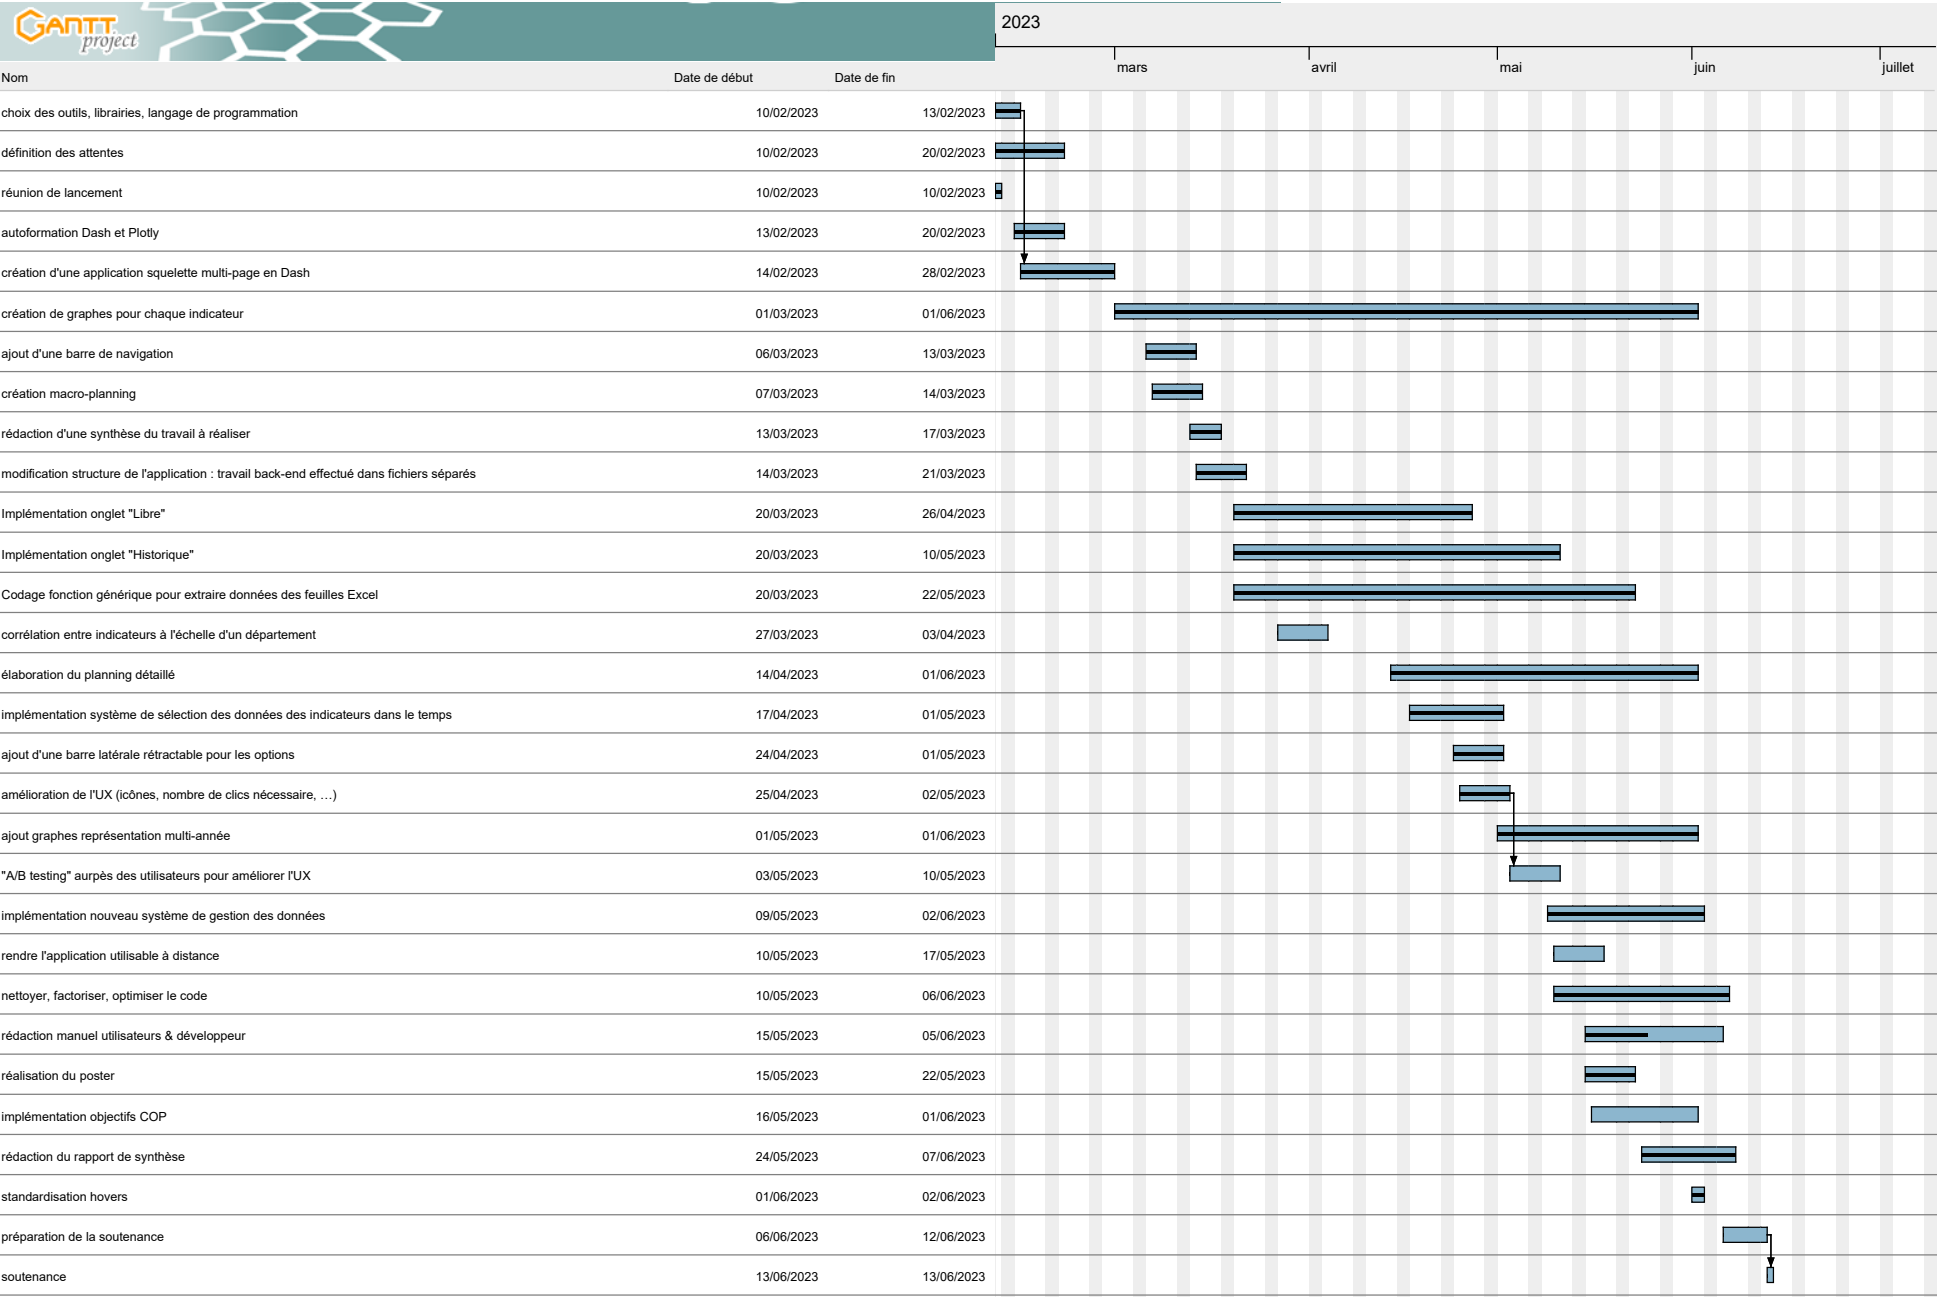 GANTT
project
2023
mars avril mai juin juillet
Nom Date de début Date de fin
choix des outils, librairies, langage de programmation 10/02/2023 13/02/2023
définition des attentes 10/02/2023 20/02/2023
réunion de lancement 10/02/2023 10/02/2023
autoformation Dash et Plotly 13/02/2023 20/02/2023
création d'une application squelette multi-page en Dash 14/02/2023 28/02/2023
création de graphes pour chaque indicateur 01/03/2023 01/06/2023
ajout d'une barre de navigation 06/03/2023 13/03/2023
création macro-planning 07/03/2023 14/03/2023
rédaction d'une synthèse du travail à réaliser 13/03/2023 17/03/2023
modification structure de l'application : travail back-end effectué dans fichiers séparés 14/03/2023 21/03/2023
Implémentation onglet "Libre" 20/03/2023 26/04/2023
Implémentation onglet "Historique" 20/03/2023 10/05/2023
Codage fonction générique pour extraire données des feuilles Excel 20/03/2023 22/05/2023
corrélation entre indicateurs à l'échelle d'un département 27/03/2023 03/04/2023
élaboration du planning détaillé 14/04/2023 01/06/2023
implémentation système de sélection des données des indicateurs dans le temps 17/04/2023 01/05/2023
ajout d'une barre latérale rétractable pour les options 24/04/2023 01/05/2023
amélioration de l'UX (icônes, nombre de clics nécessaire, …) 25/04/2023 02/05/2023
ajout graphes représentation multi-année 01/05/2023 01/06/2023
"A/B testing" aurpès des utilisateurs pour améliorer l'UX 03/05/2023 10/05/2023
implémentation nouveau système de gestion des données 09/05/2023 02/06/2023
rendre l'application utilisable à distance 10/05/2023 17/05/2023
nettoyer, factoriser, optimiser le code 10/05/2023 06/06/2023
rédaction manuel utilisateurs & développeur 15/05/2023 05/06/2023
réalisation du poster 15/05/2023 22/05/2023
implémentation objectifs COP 16/05/2023 01/06/2023
rédaction du rapport de synthèse 24/05/2023 07/06/2023
standardisation hovers 01/06/2023 02/06/2023
préparation de la soutenance 06/06/2023 12/06/2023
soutenance 13/06/2023 13/06/2023